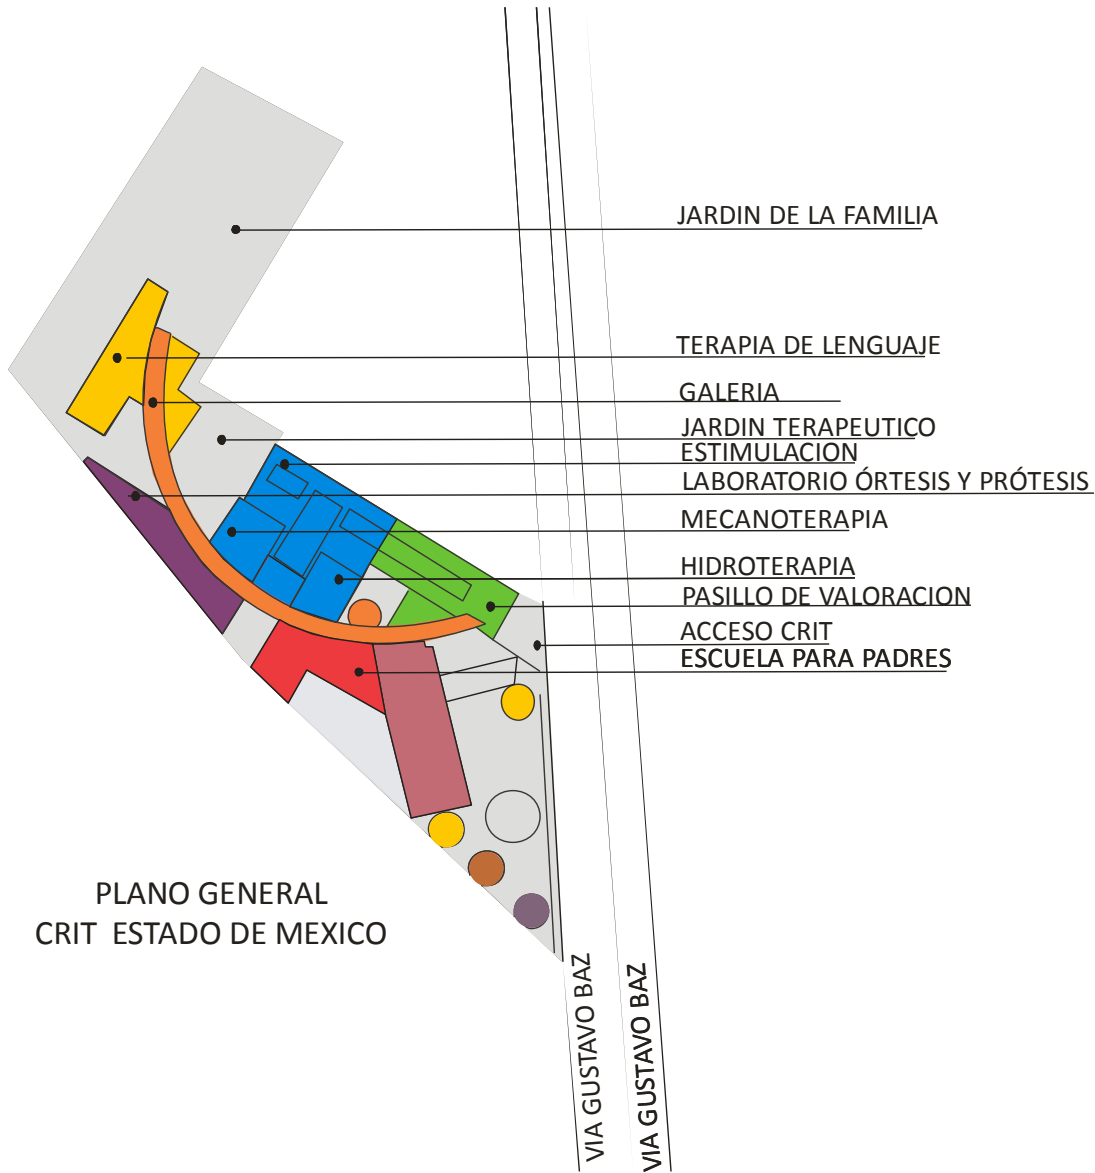 JARDIN DE LA FAMILIA
TERAPIA DE LENGUAJE
GALERIA
JARDIN TERAPEUTICO
ESTIMULACION
LABORATORIO ÓRTESIS Y PRÓTESIS
MECANOTERAPIA
HIDROTERAPIA
PASILLO DE VALORACION
ACCESO CRIT
ESCUELA PARA PADRES
PLANO GENERAL
CRIT ESTADO DE MEXICO
VIA GUSTAVO BAZ
VIA GUSTAVO BAZ